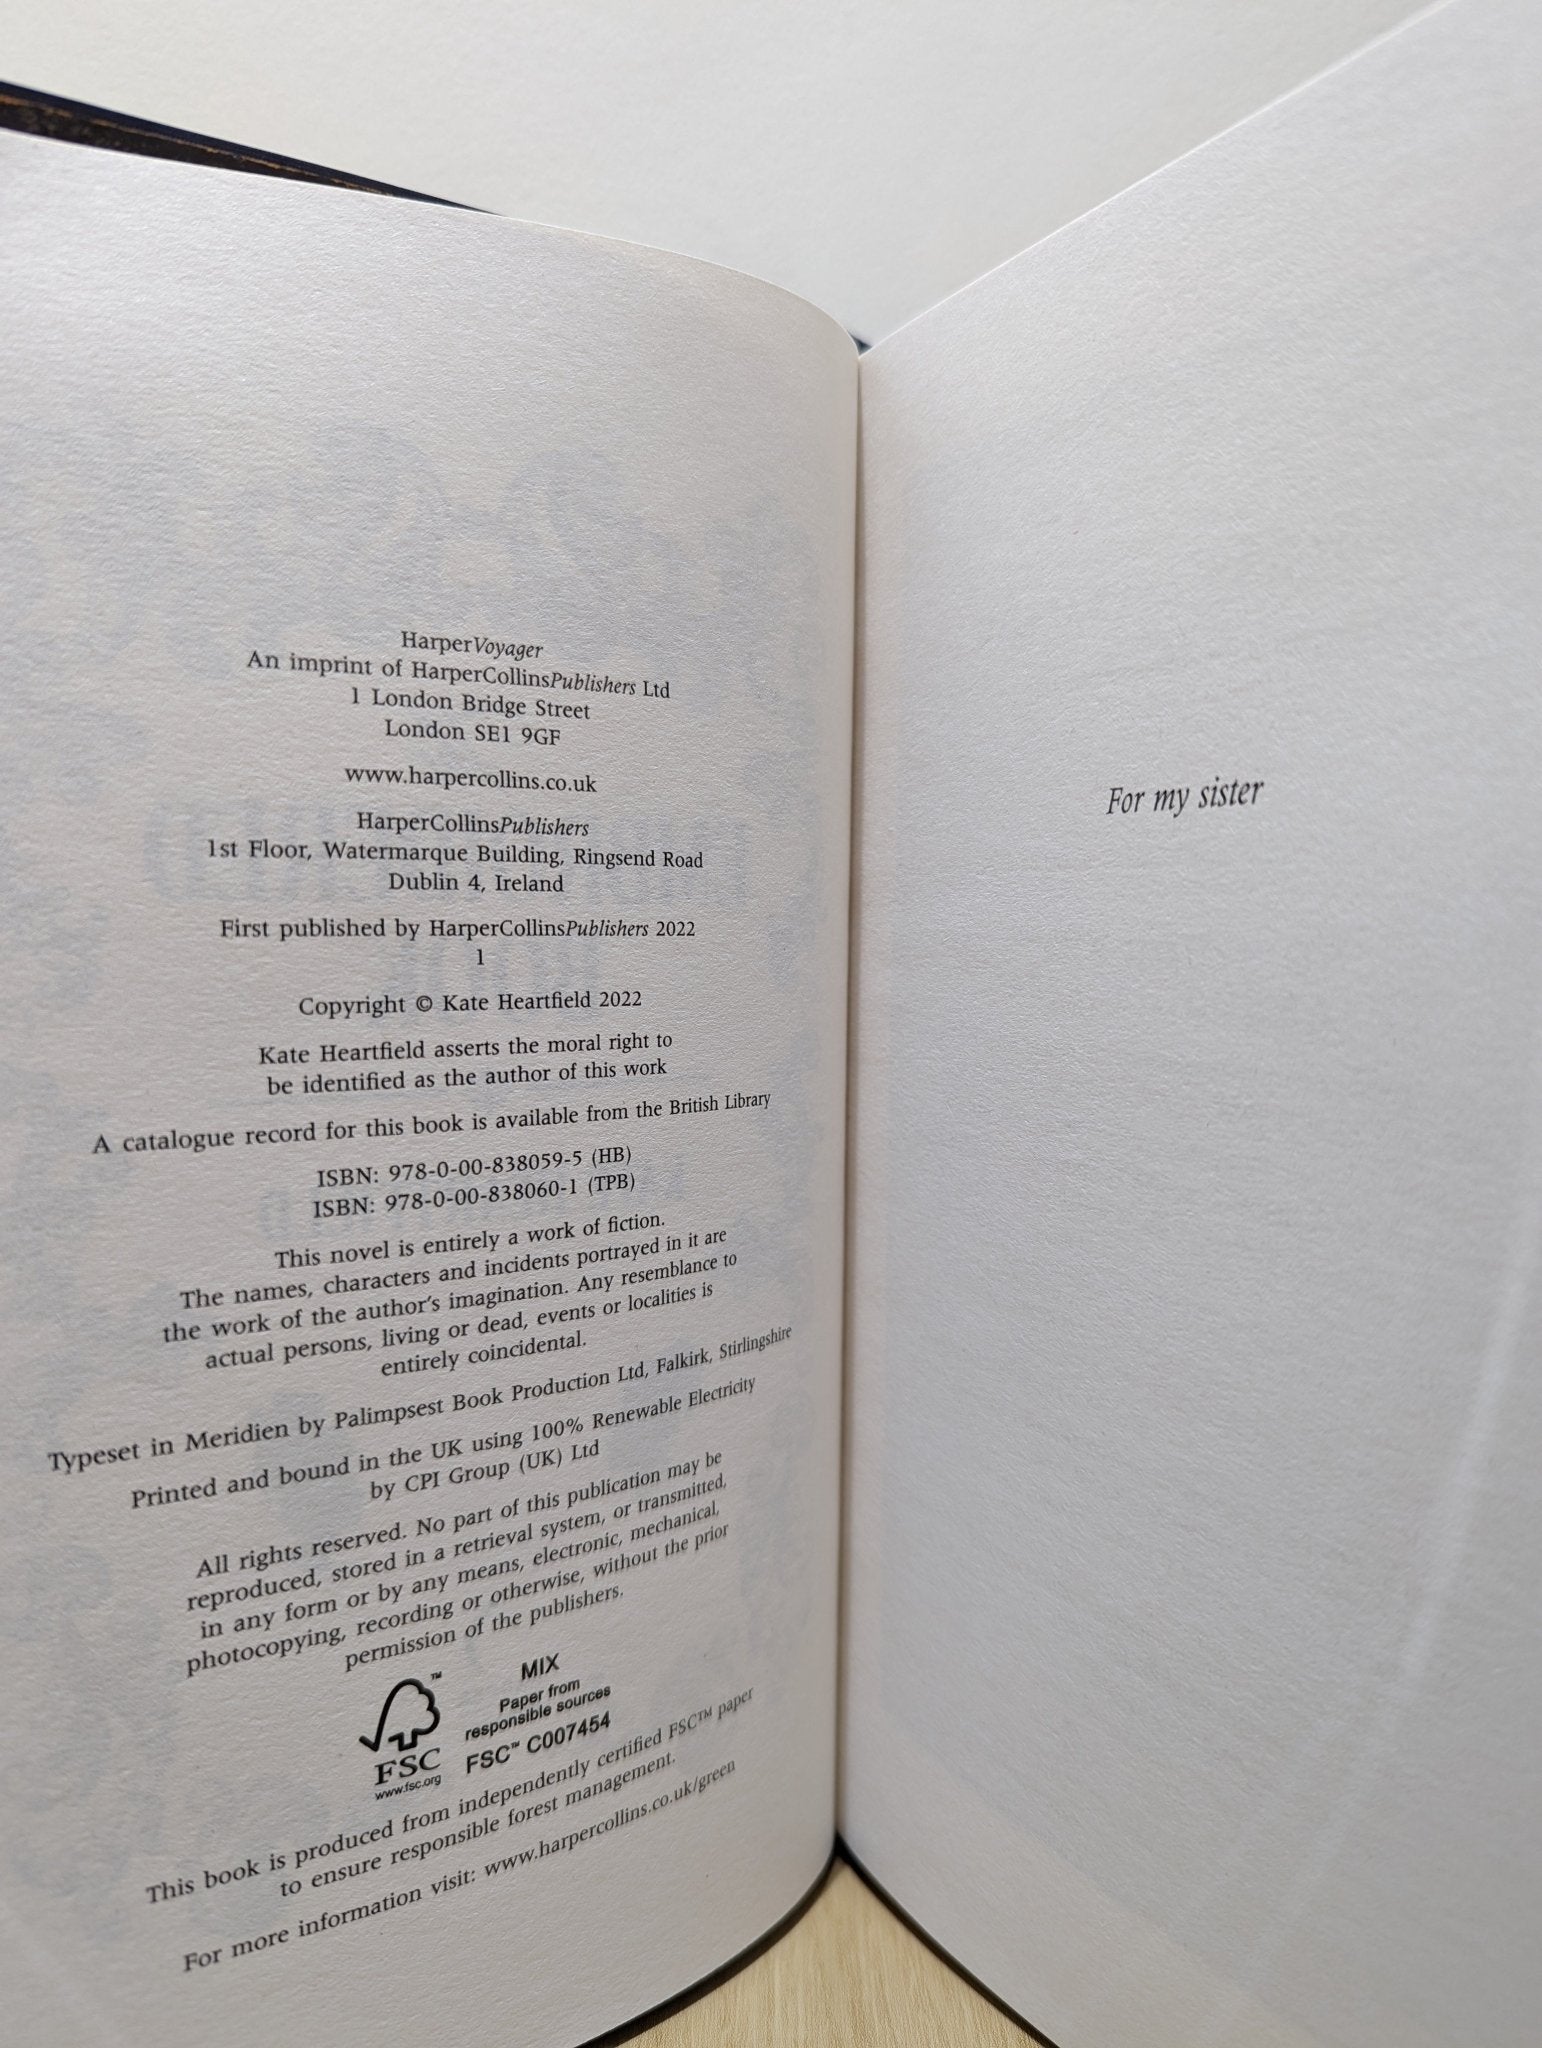 HarperVoyager
An imprint of HarperCollinsPublishers Ltd
1 London Bridge Street
London SE1 9GF
www.harpercollins.co.uk
HarperCollinsPublishers
1st Floor, Watermarque Building, Ringsend Road
Dublin 4, Ireland
First published by HarperCollinsPublishers 2022
1
Copyright © Kate Heartfield 2022
Kate Heartfield asserts the moral right to
be identified as the author of this work
A catalogue record for this book is available from the British Library
ISBN: 978-0-00-838059-5 (HB)
ISBN: 978-0-00-838060-1 (TPB)
This novel is entirely a work of fiction.
The names, characters and incidents portrayed in it are
the work of the author's imagination. Any resemblance to
actual persons, living or dead, events or localities is
entirely coincidental.
Typeset in Meridien by Palimpsest Book Production Ltd, Falkirk, Stirlingshire
Printed and bound in the UK using 100% Renewable Electricity
by CPI Group (UK) Ltd
All rights reserved. No part of this publication may be
reproduced, stored in a retrieval system, or transmitted,
in any form or by any means, electronic, mechanical,
photocopying, recording or otherwise, without the prior
permission of the publishers.
™
FSC
www.fsc.org
MIX
Paper from
responsible sources
FSC™ C007454
This book is produced from independently certified FSC™ paper
to ensure responsible forest management.
For more information visit: www.harpercollins.co.uk/green
For my sister